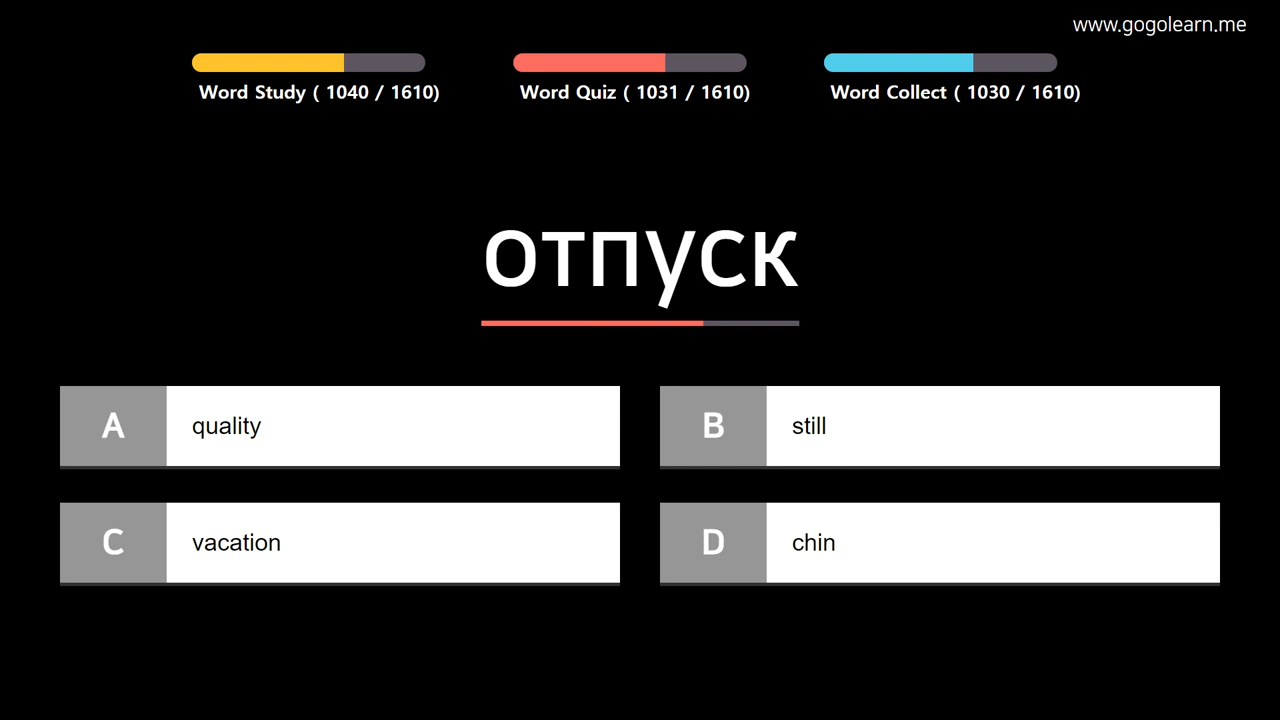 www.gogolearn.me
Word Study ( 1040 / 1610)
Word Quiz ( 1031 / 1610)
Word Collect ( 1030 / 1610)
отпуск
A quality
B still
C vacation
D chin